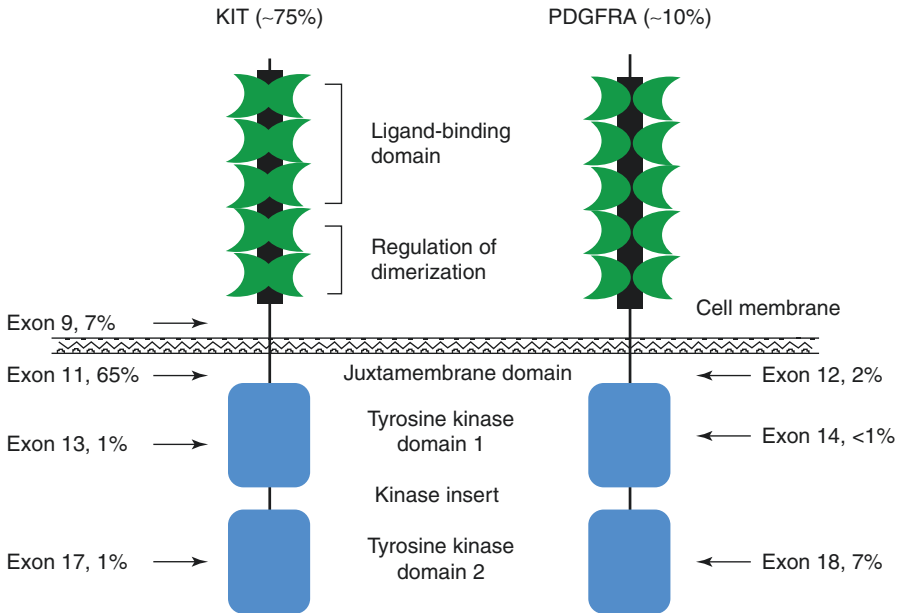 KIT (~75%)
PDGFRA (~10%)
Ligand-binding
domain
Regulation of
dimerization
Cell membrane
Exon 9, 7%
Exon 11, 65%
Juxtamembrane domain
Exon 12, 2%
Tyrosine kinase
domain 1
Exon 13, 1%
Exon 14, <1%
Kinase insert
Tyrosine kinase
domain 2
Exon 17, 1%
Exon 18, 7%